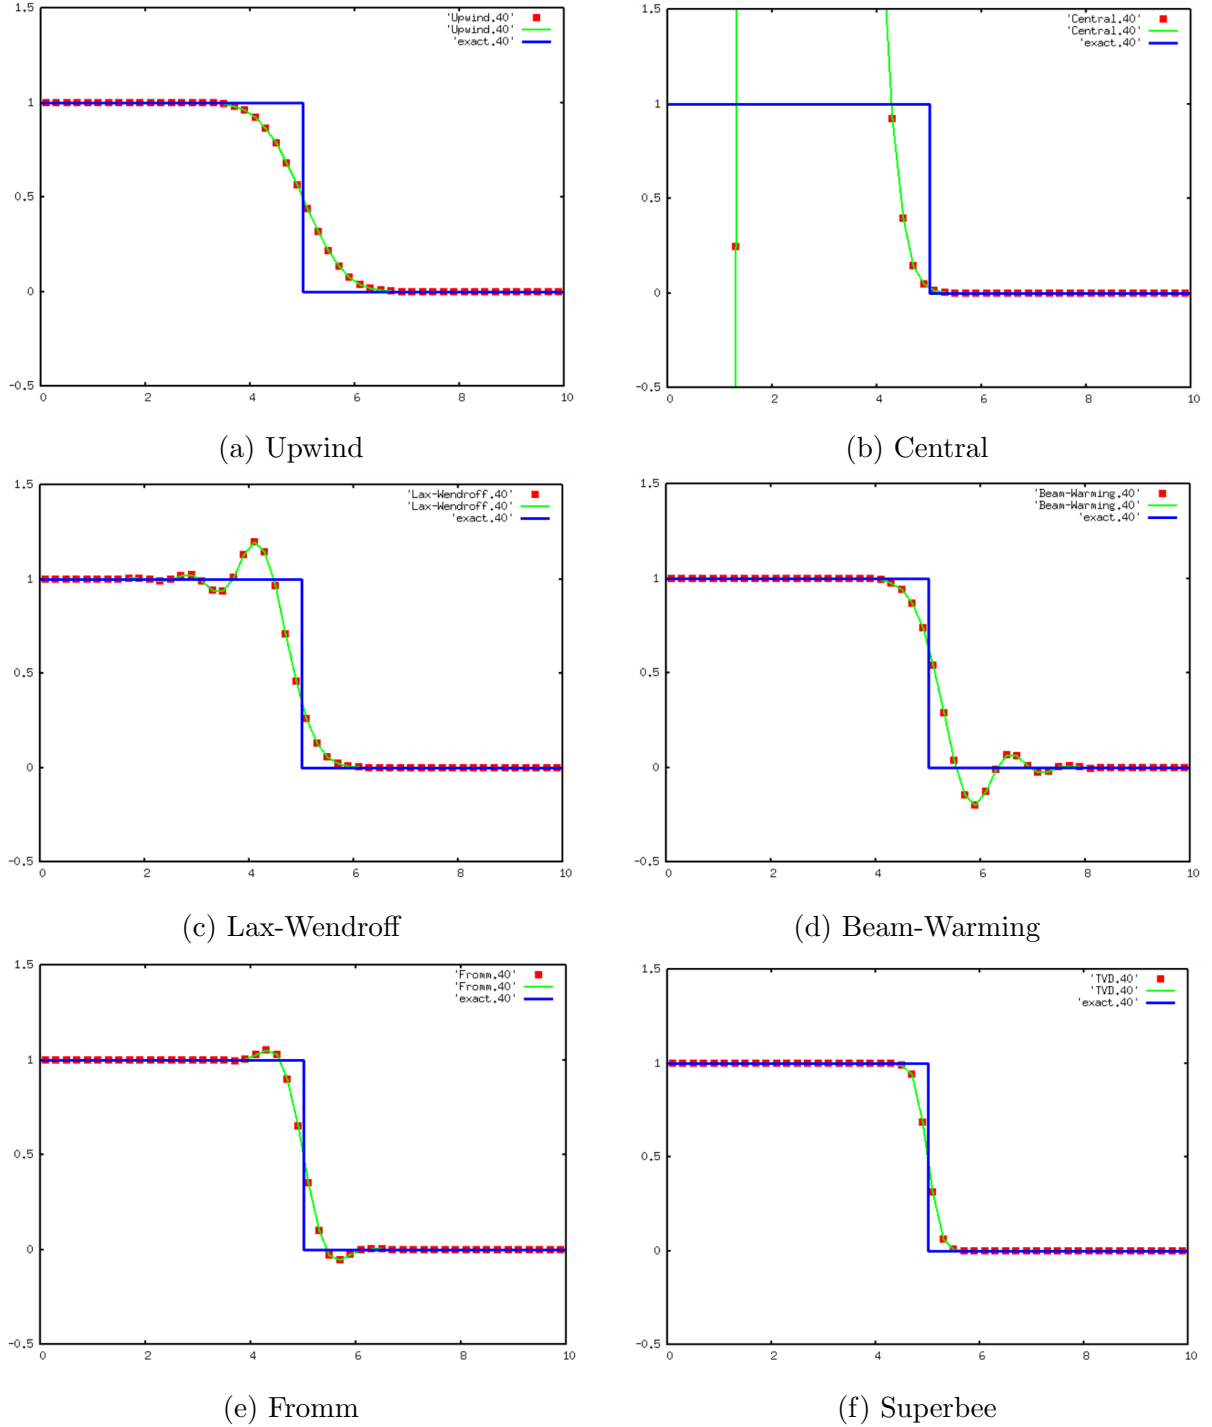 'Upwind.40'
'Upwind.40'
'exact.40'
1.5
1
0.5
0
-0.5
0 2 4 6 8 10
(a) Upwind
'Central.40'
'Central.40'
'exact.40'
1.5
1
0.5
0
-0.5
0 2 4 6 8 10
(b) Central
'Lax-Wendroff.40'
'Lax-Wendroff.40'
'exact.40'
1.5
1
0.5
0
-0.5
0 2 4 6 8 10
(c) Lax-Wendroff
'Beam-Warming.40'
'Beam-Warming.40'
'exact.40'
1.5
1
0.5
0
-0.5
0 2 4 6 8 10
(d) Beam-Warming
'Fromm.40'
'Fromm.40'
'exact.40'
1.5
1
0.5
0
-0.5
0 2 4 6 8 10
(e) Fromm
'TVD.40'
'TVD.40'
'exact.40'
1.5
1
0.5
0
-0.5
0 2 4 6 8 10
(f) Superbee